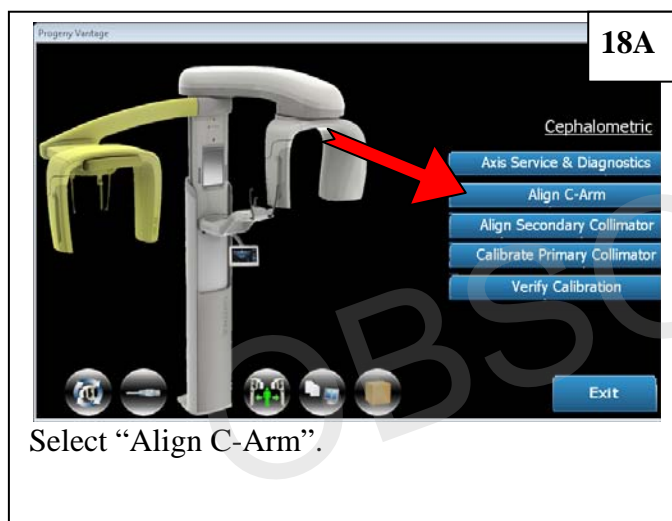 Progeny Vantage
18A
Cephalometric
Axis Service & Diagnostics
Align C-Arm
Align Secondary Collimator
Calibrate Primary Collimator
Verify Calibration
Exit
Select “Align C-Arm”.